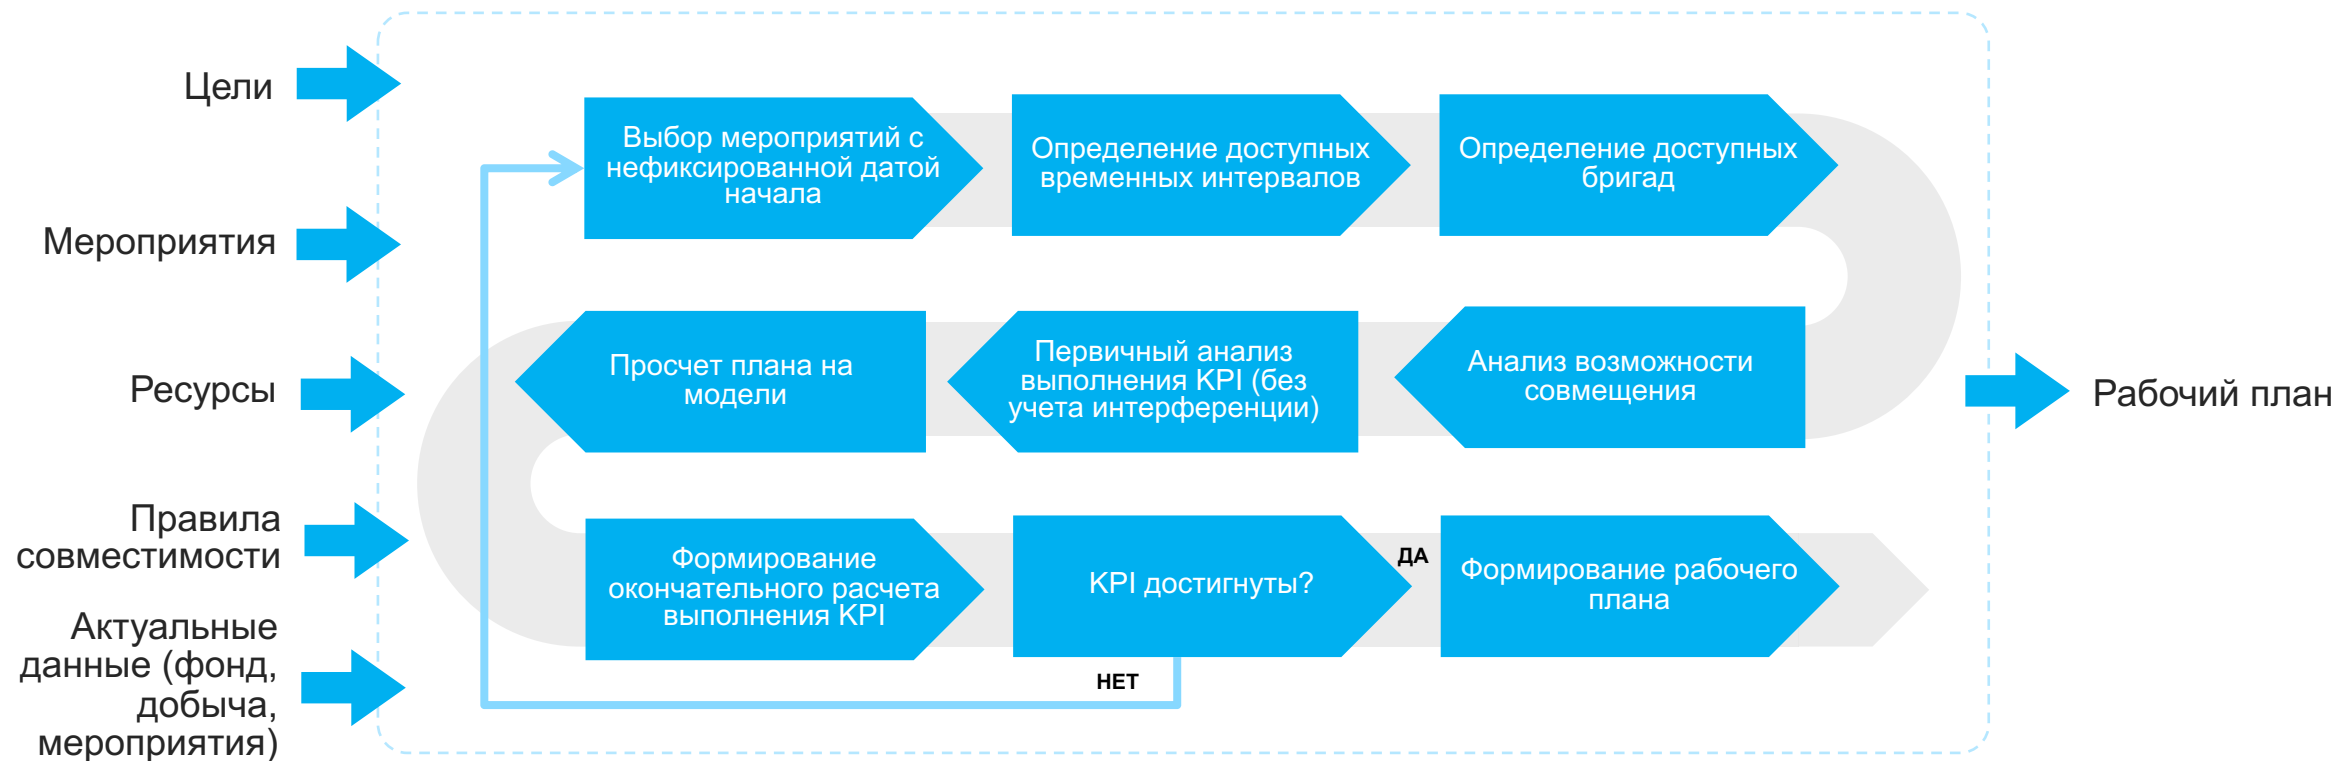 Цели
Мероприятия
Ресурсы
Правила
совместимости
Актуальные
данные (фонд,
добыча,
мероприятия)
Выбор мероприятий с
нефиксированной датой
начала
Определение доступных
временных интервалов
Определение доступных
бригад
Анализ возможности
совмещения
Первичный анализ
выполнения KPI (без
учета интерференции)
Просчет плана на
модели
Формирование
окончательного расчета
выполнения KPI
KPI достигнуты?
ДА
НЕТ
Формирование рабочего
плана
Рабочий план